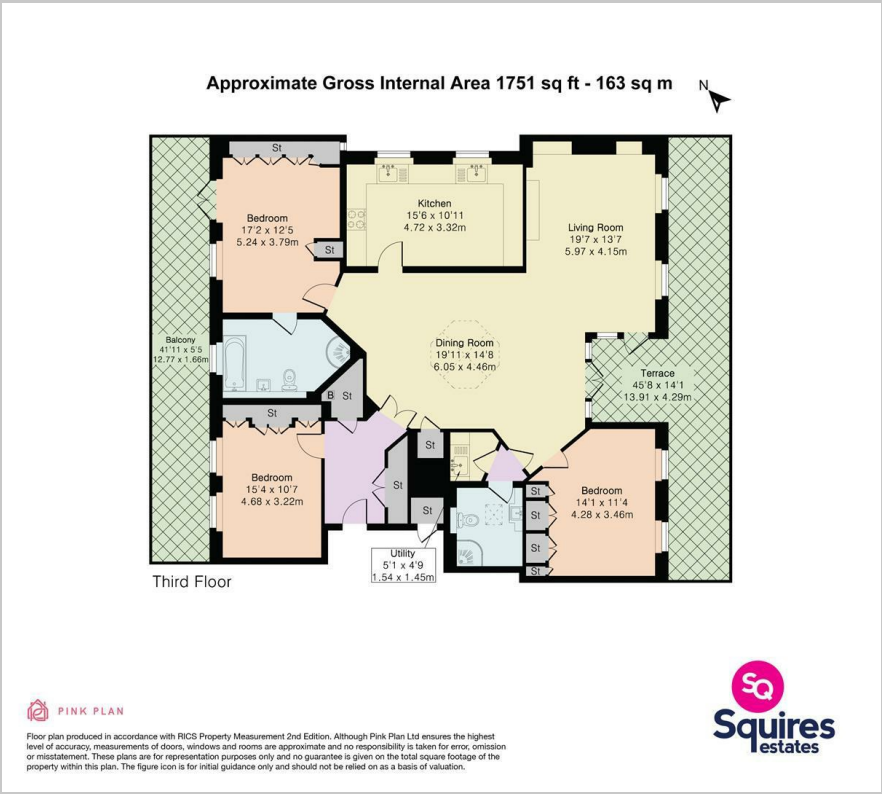 Approximate Gross Internal Area 1751 sq ft - 163 sq m
N
St
Bedroom
17'2 x 12'5
5.24 x 3.79m
St
Kitchen
15'6 x 10'11
4.72 x 3.32m
Living Room
19'7 x 13'7
5.97 x 4.15m
Balcony
41'11 x 5'5
12.77 x 1.66m
Dining Room
19'11 x 14'8
6.05 x 4.46m
Terrace
45'8 x 14'1
13.91 x 4.29m
B
St
St
Bedroom
15'4 x 10'7
4.68 x 3.22m
St
St
St
Bedroom
14'1 x 11'4
4.28 x 3.46m
St
St
St
St
Utility
5'1 x 4'9
1.54 x 1.45m
Third Floor
PINK PLAN
Floor plan produced in accordance with RICS Property Measurement 2nd Edition. Although Pink Plan Ltd ensures the highest
level of accuracy, measurements of doors, windows and rooms are approximate and no responsibility is taken for error, omission
or misstatement. These plans are for representation purposes only and no guarantee is given on the total square footage of the
property within this plan. The figure icon is for initial guidance only and should not be relied on as a basis of valuation.
SQ
Squires
estates